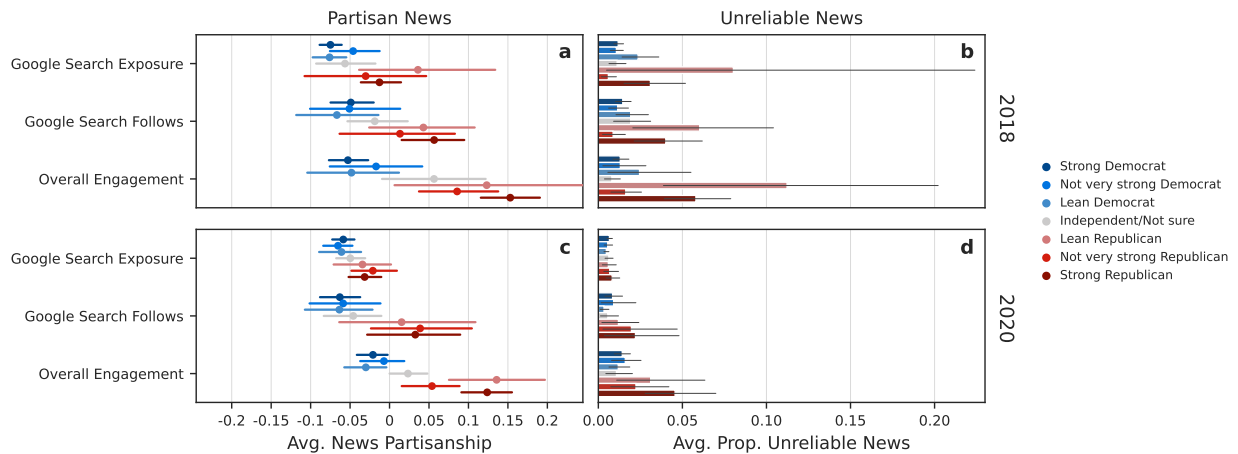 Partisan News
Unreliable News
a
b
Google Search Exposure
Google Search Follows
Overall Engagement
2018
c
d
Google Search Exposure
Google Search Follows
Overall Engagement
2020
-0.2 -0.15 -0.1 -0.05 0 0.05 0.1 0.15 0.2
0.00 0.05 0.10 0.15 0.20
Avg. News Partisanship
Avg. Prop. Unreliable News
Strong Democrat
Not very strong Democrat
Lean Democrat
Independent/Not sure
Lean Republican
Not very strong Republican
Strong Republican